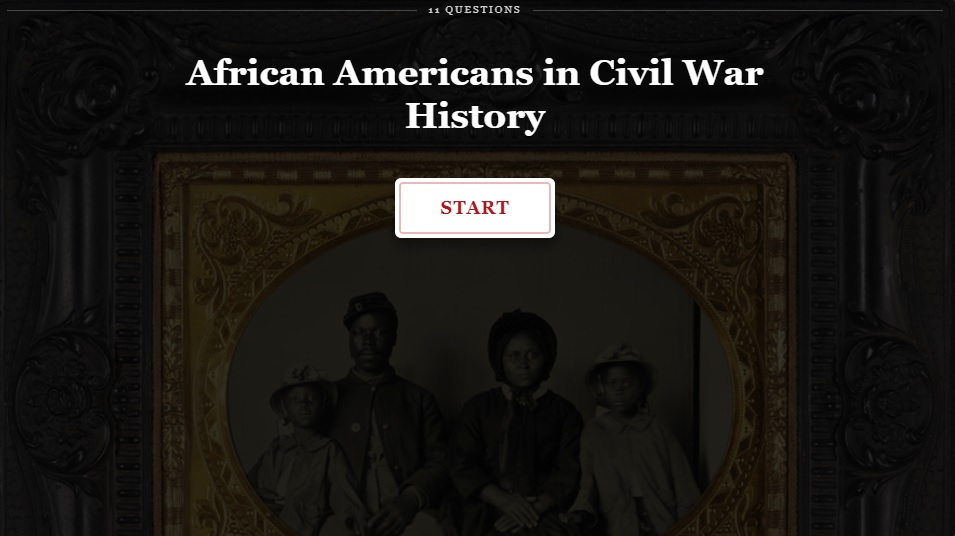 11 QUESTIONS
African Americans in Civil War
History
START